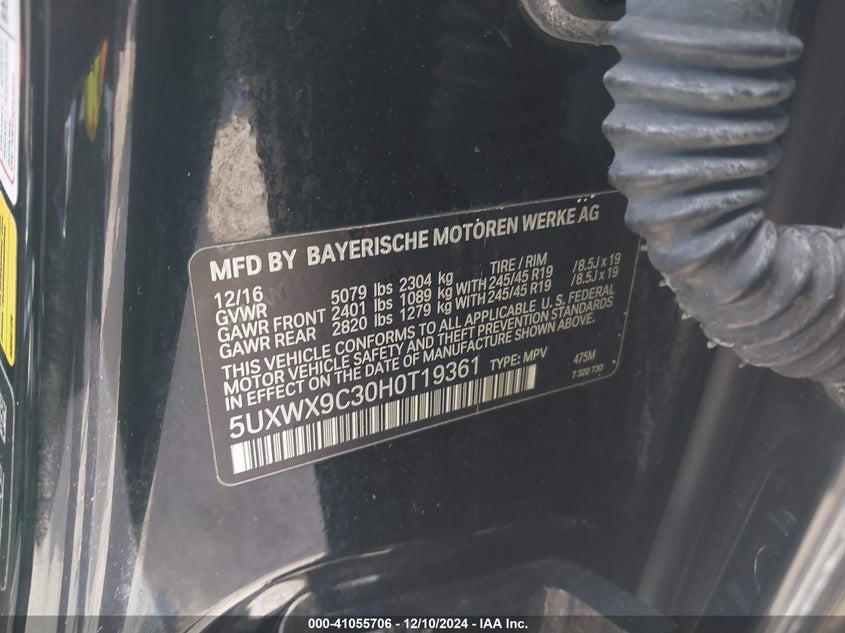 MFD BY BAYERISCHE MOTOREN WERKE AG
12/16 TIRE / RIM
GVWR 5079 lbs 2304 kg
GAWR FRONT 2401 lbs 1089 kg WITH 245/45 R19 /8.5J x 19
GAWR REAR 2820 lbs 1279 kg WITH 245/45 R19 /8.5J x 19
THIS VEHICLE CONFORMS TO ALL APPLICABLE U. S. FEDERAL
MOTOR VEHICLE SAFETY AND THEFT PREVENTION STANDARDS
IN EFFECT ON THE DATE OF MANUFACTURE SHOWN ABOVE.
5UXWX9C30H0T19361 TYPE: MPV 475M
7 320 730
000-41055706 - 12/10/2024 - IAA Inc.